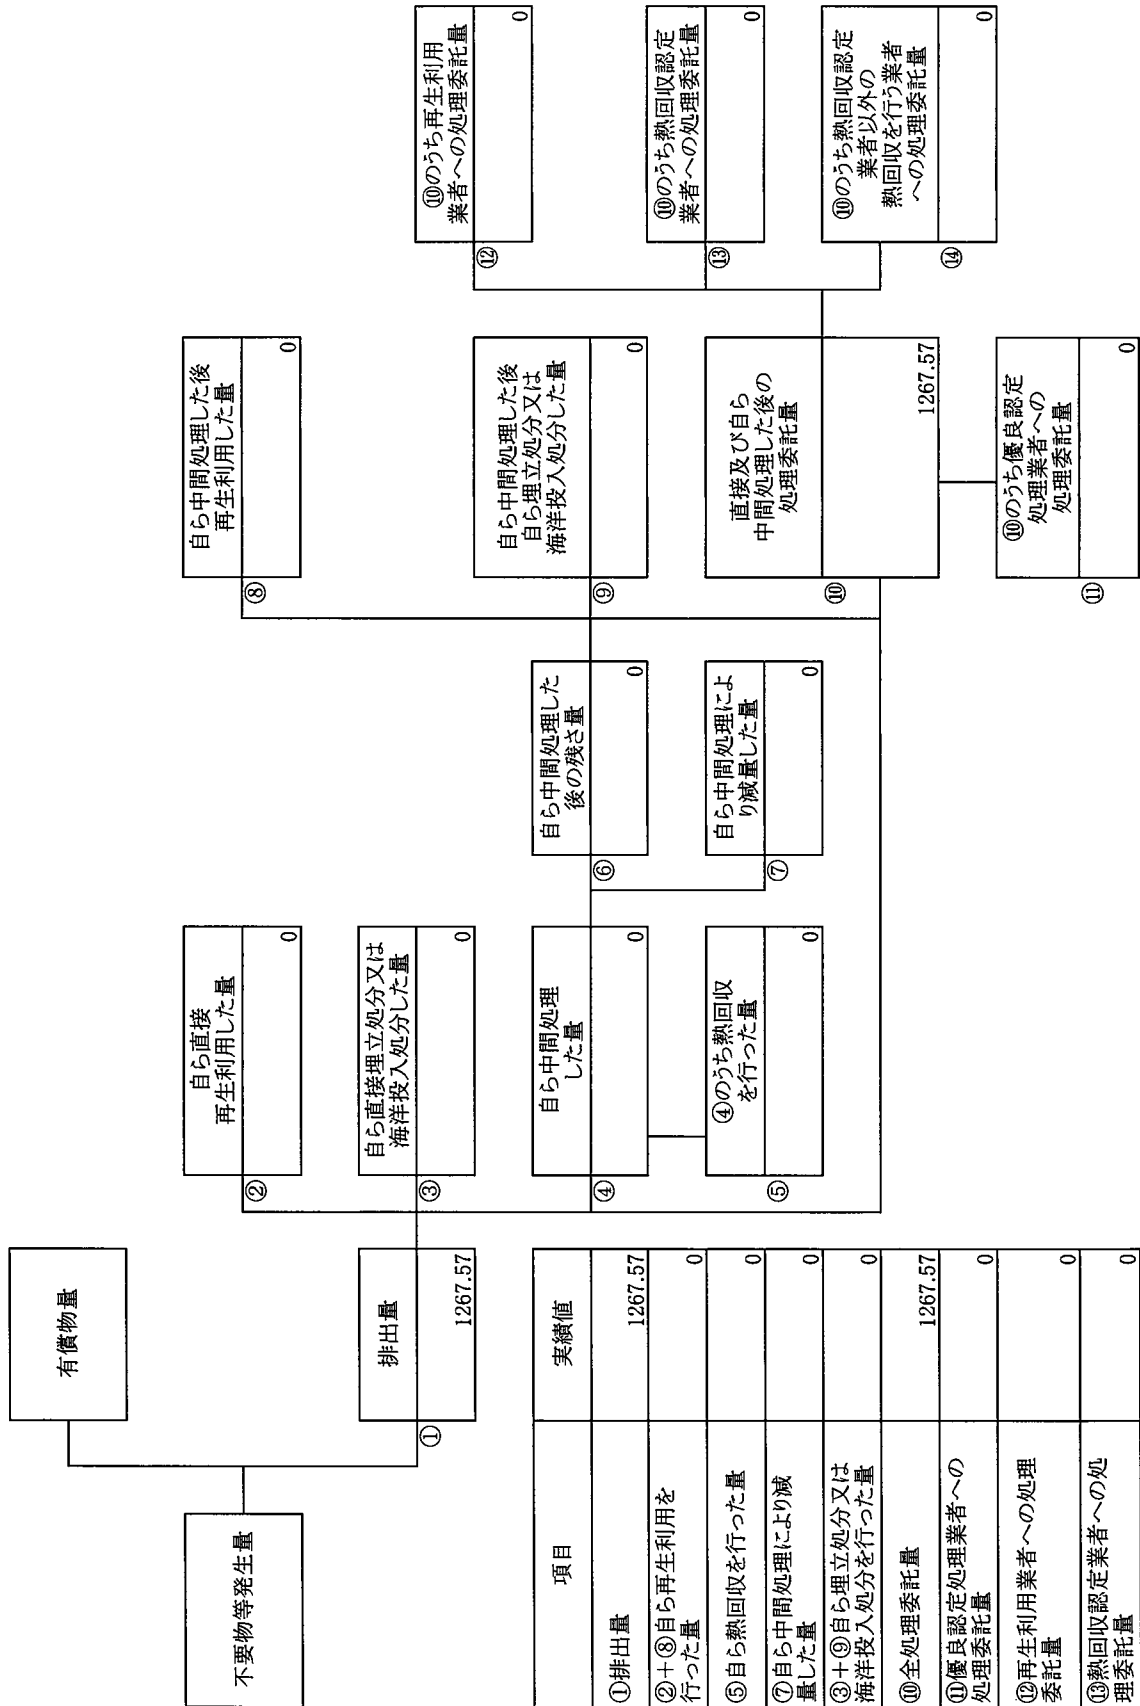 不要物等発生量
有償物量
①
排出量
1267.57
②
自ら直接
再生利用した量
0
③
自ら直接埋立処分又は
海洋投入処分した量
0
④
自ら中間処理
した量
0
⑤
④のうち熱回収
を行った量
0
⑥
自ら中間処理した
後の残さ量
0
⑦
自ら中間処理によ
り減量した量
0
⑧
自ら中間処理した後
再生利用した量
0
⑨
自ら中間処理した後
自ら埋立処分又は
海洋投入処分した量
0
⑩
直接及び自ら
中間処理した後の
処理委託量
1267.57
⑪
⑩のうち優良認定
処理業者への
処理委託量
0
⑫
⑩のうち再生利用
業者への処理委託量
0
⑬
⑩のうち熱回収認定
業者への処理委託量
0
⑭
⑩のうち熱回収認定
業者以外の
熱回収を行う業者
への処理委託量
0
項目 実績値
①排出量 1267.57
②+⑧自ら再生利用を
行った量 0
⑤自ら熱回収を行った量 0
⑦自ら中間処理により減
量した量 0
③+⑨自ら埋立処分又は
海洋投入処分を行った量 0
⑩全処理委託量 1267.57
⑪優良認定処理業者への
処理委託量 0
⑫再生利用業者への処理
委託量 0
⑬熱回収認定業者への処
理委託量 0